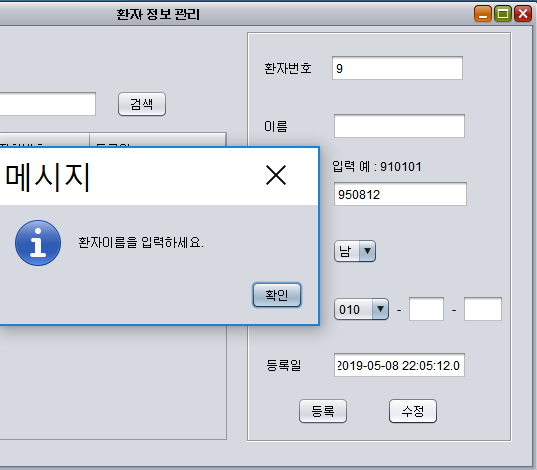 환자 정보 관리
환자번호
9
검색
이름
입력 예 : 910101
950812
메시지
환자이름을 입력하세요.
확인
남
010
-
-
등록일
2019-05-08 22:05:12.0
등록
수정